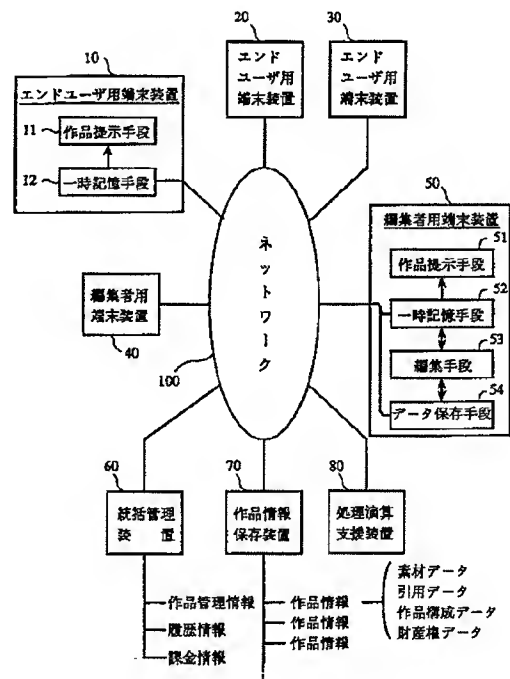 10
エンドユーザ用端末装置
11
作品提示手段
12
一時記憶手段
20
エンド
ユーザ用
端末装置
30
エンド
ユーザ用
端末装置
ネットワーク
100
編集者用
端末装置
40
50
編集者用端末装置
51
作品提示手段
52
一時記憶手段
53
編集手段
54
データ保存手段
60
統括管理
装置
作品管理情報
履歴情報
課金情報
70
作品情報
保存装置
作品情報
作品情報
作品情報
80
処理演算
支援装置
素材データ
引用データ
作品構成データ
財産権データ